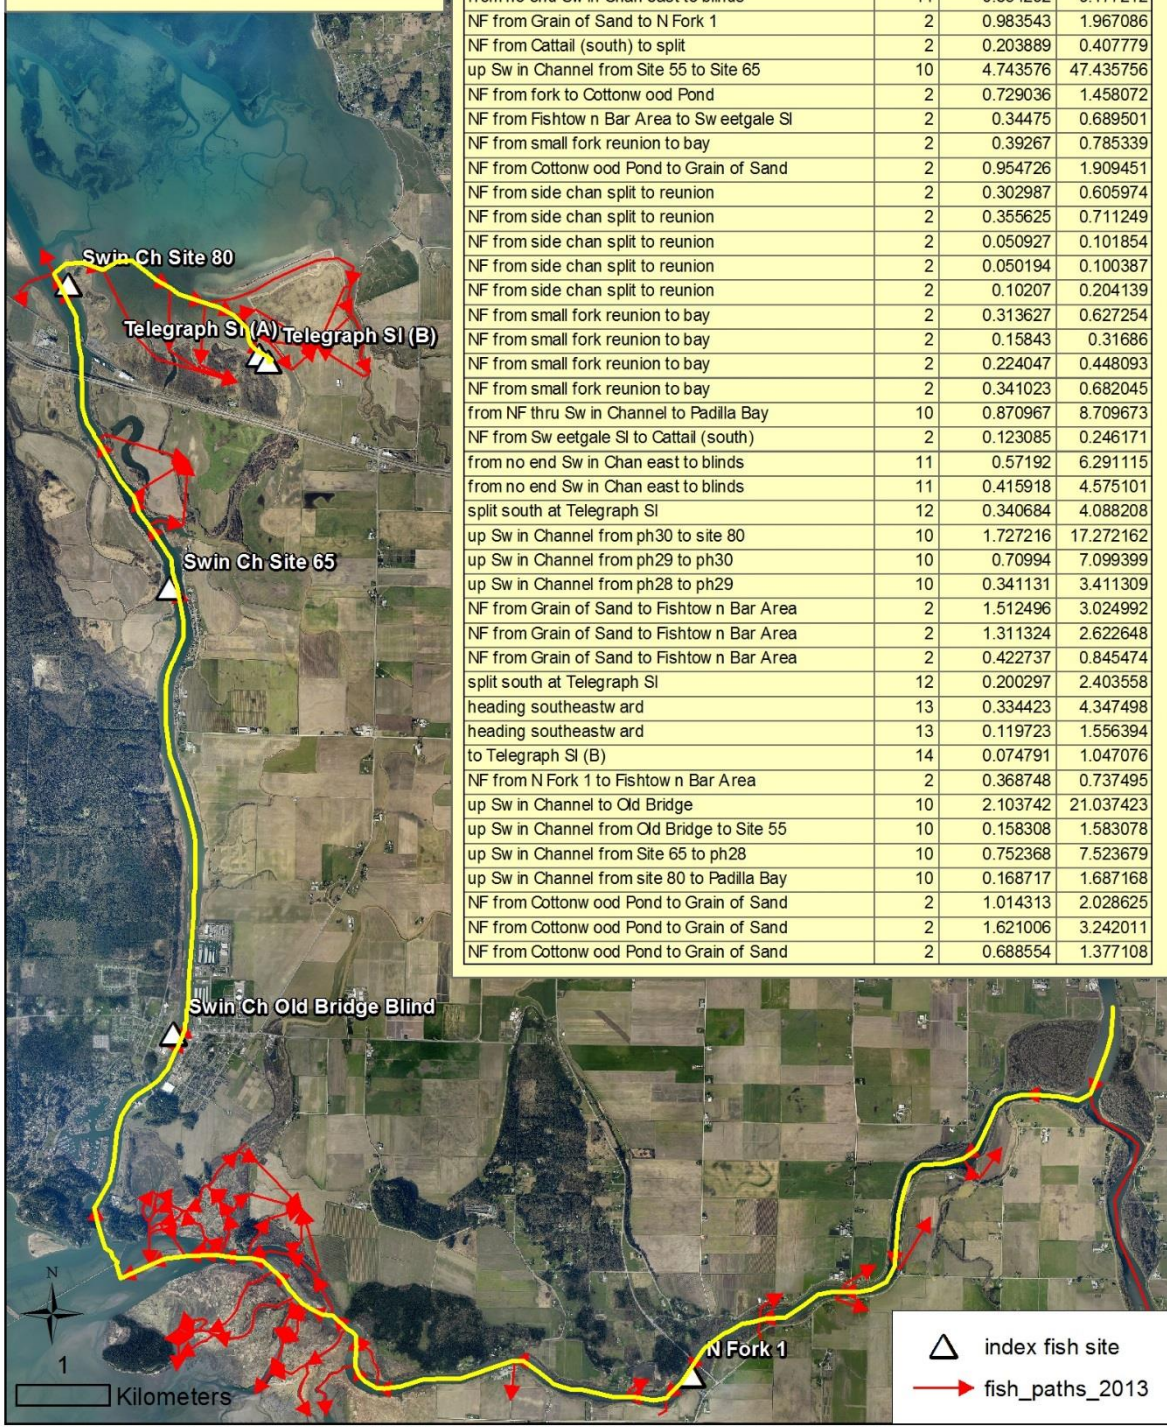 NF from Grain of Sand to N Fork 1 2 0.983543 1.967086
NF from Cattail (south) to split 2 0.203889 0.407779
up Sw in Channel from Site 55 to Site 65 10 4.743576 47.435756
NF from fork to Cottonw ood Pond 2 0.729036 1.458072
NF from Fishtow n Bar Area to Sw eetgale Sl 2 0.34475 0.689501
NF from small fork reunion to bay 2 0.39267 0.785339
NF from Cottonw ood Pond to Grain of Sand 2 0.954726 1.909451
NF from side chan split to reunion 2 0.302987 0.605974
NF from side chan split to reunion 2 0.355625 0.711249
NF from side chan split to reunion 2 0.050927 0.101854
NF from side chan split to reunion 2 0.050194 0.100387
NF from side chan split to reunion 2 0.10207 0.204139
NF from small fork reunion to bay 2 0.313627 0.627254
NF from small fork reunion to bay 2 0.15843 0.31686
NF from small fork reunion to bay 2 0.224047 0.448093
NF from small fork reunion to bay 2 0.341023 0.682045
from NF thru Sw in Channel to Padilla Bay 10 0.870967 8.709673
NF from Sw eetgale Sl to Cattail (south) 2 0.123085 0.246171
from no end Sw in Chan east to blinds 11 0.57192 6.291115
from no end Sw in Chan east to blinds 11 0.415918 4.575101
split south at Telegraph Sl 12 0.340684 4.088208
up Sw in Channel from ph30 to site 80 10 1.727216 17.272162
up Sw in Channel from ph29 to ph30 10 0.70994 7.099399
up Sw in Channel from ph28 to ph29 10 0.341131 3.411309
NF from Grain of Sand to Fishtow n Bar Area 2 1.512496 3.024992
NF from Grain of Sand to Fishtow n Bar Area 2 1.311324 2.622648
NF from Grain of Sand to Fishtow n Bar Area 2 0.422737 0.845474
split south at Telegraph Sl 12 0.200297 2.403558
heading southeastw ard 13 0.334423 4.347498
heading southeastw ard 13 0.119723 1.556394
to Telegraph Sl (B) 14 0.074791 1.047076
NF from N Fork 1 to Fishtow n Bar Area 2 0.368748 0.737495
up Sw in Channel to Old Bridge 10 2.103742 21.037423
up Sw in Channel from Old Bridge to Site 55 10 0.158308 1.583078
up Sw in Channel from Site 65 to ph28 10 0.752368 7.523679
up Sw in Channel from site 80 to Padilla Bay 10 0.168717 1.687168
NF from Cottonw ood Pond to Grain of Sand 2 1.014313 2.028625
NF from Cottonw ood Pond to Grain of Sand 2 1.621006 3.242011
NF from Cottonw ood Pond to Grain of Sand 2 0.688554 1.377108
Swin Ch Site 80
Telegraph Sl (A)
Telegraph Sl (B)
Swin Ch Site 65
Swin Ch Old Bridge Blind
N Fork 1
N
1
Kilometers
index fish site
fish_paths_2013